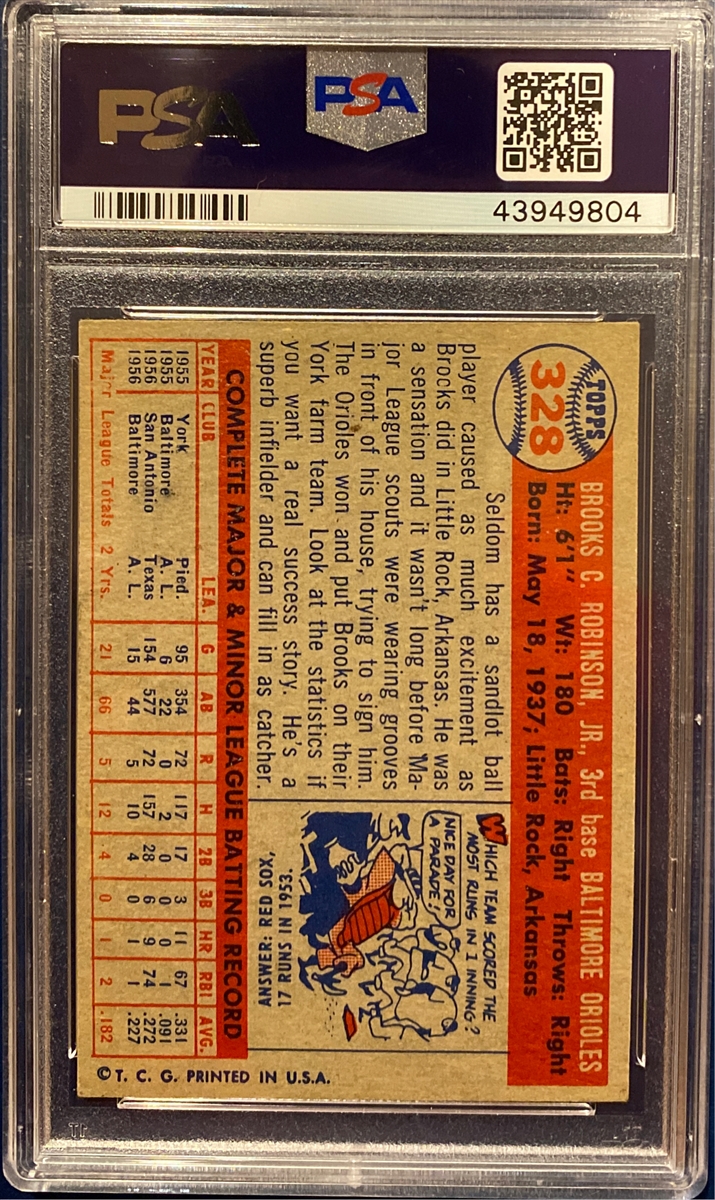 PSA
PSA
43949804
TOPPS
328
BROOKS C. ROBINSON, JR., 3rd base BALTIMORE ORIOLES
Ht: 6'1" Wt: 180 Bats: Right Throws: Right
Born: May 18, 1937; Little Rock, Arkansas
Seldom has a sandlot ball
player caused as much excitement as
Brooks did in Little Rock, Arkansas. He was
a sensation and it wasn't long before Ma-
jor League scouts were wearing grooves
in front of his house, trying to sign him.
The Orioles won and put Brooks on their
York farm team. Look at the statistics if
you want a real success story. He's a
superb infielder and can fill in as catcher.
WHICH TEAM SCORED THE
MOST RUNS IN 1 INNING?
NICE DAY FOR
A PARADE!
ANSWER: RED SOX,
17 RUNS IN 1953.
COMPLETE MAJOR & MINOR LEAGUE BATTING RECORD
YEAR CLUB LEA. G AB R H 2B 3B HR RBI AVG.
1955 York Pied. 95 354 72 117 17 3 11 67 .331
1955 Baltimore A. L. 6 22 0 2 0 0 0 1 .091
1956 San Antonio Texas 154 577 72 157 28 6 9 74 .272
1956 Baltimore A. L. 15 44 5 10 4 0 1 1 .227
Major League Totals 2 Yrs. 21 66 5 12 4 0 1 2 .182
© T. C. G. PRINTED IN U.S.A.